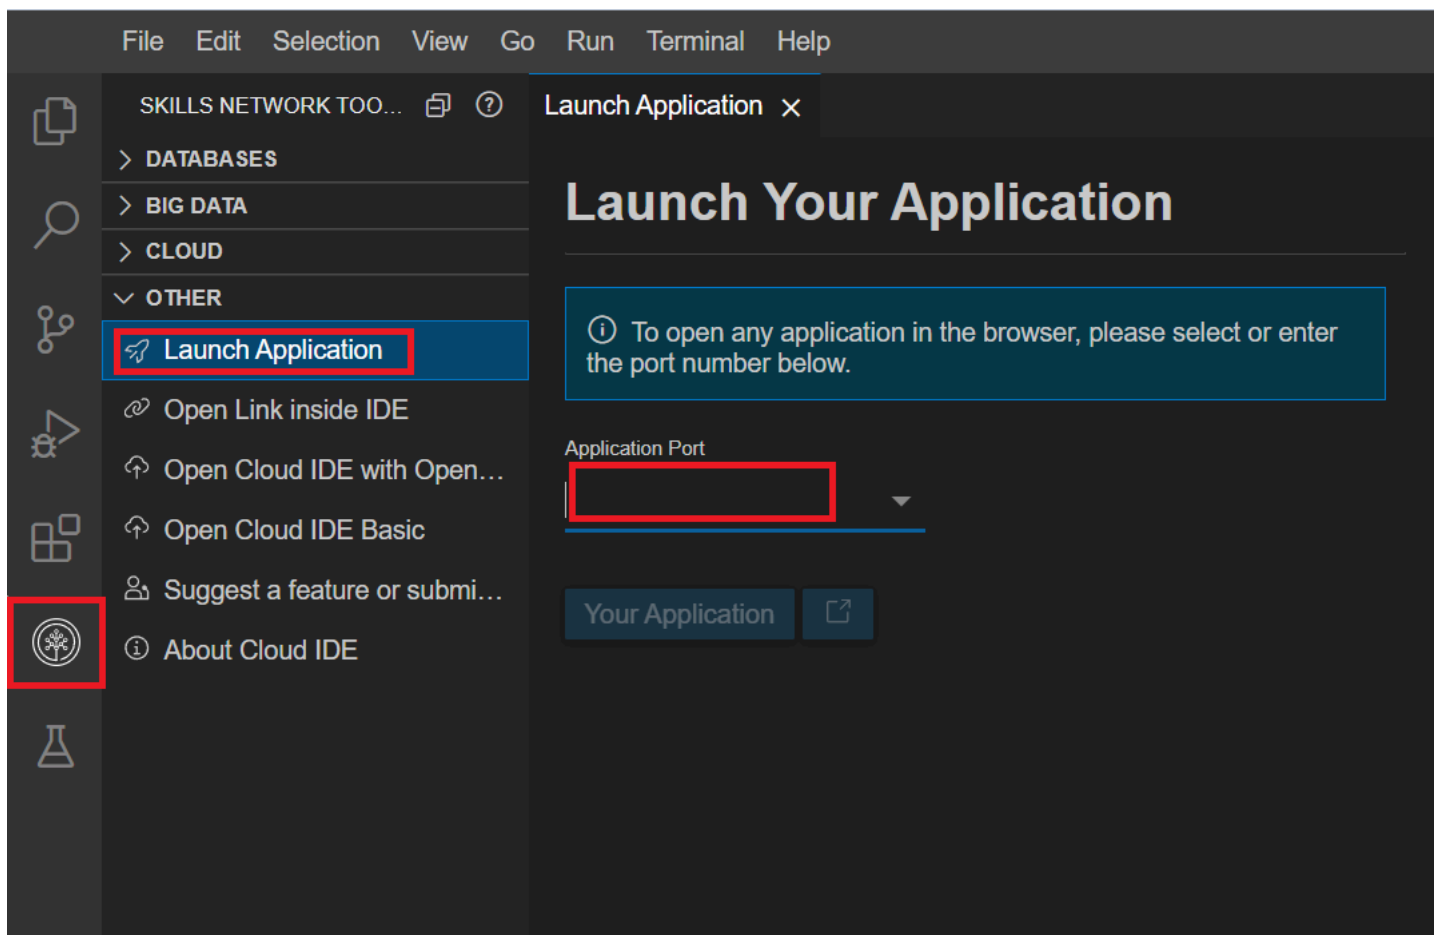 File Edit Selection View Go Run Terminal Help
SKILLS NETWORK TOO...
Launch Application
DATABASES
BIG DATA
CLOUD
OTHER
Launch Application
Open Link inside IDE
Open Cloud IDE with Open...
Open Cloud IDE Basic
Suggest a feature or submi...
About Cloud IDE
Launch Your Application
To open any application in the browser, please select or enter
the port number below.
Application Port
Your Application